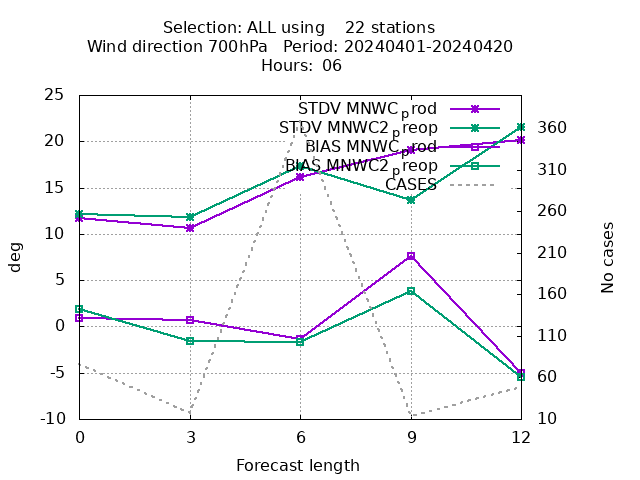 Selection: ALL using    22 stations
Wind direction 700hPa   Period: 20240401-20240420
Hours: 06
25
20
15
10
5
0
-5
-10
deg
STDV MNWC_prod
STDV MNWC2_preop
BIAS MNWC_prod
BIAS MNWC2_preop
CASES
360
310
260
210
160
110
60
10
No cases
0 3 6 9 12
Forecast length